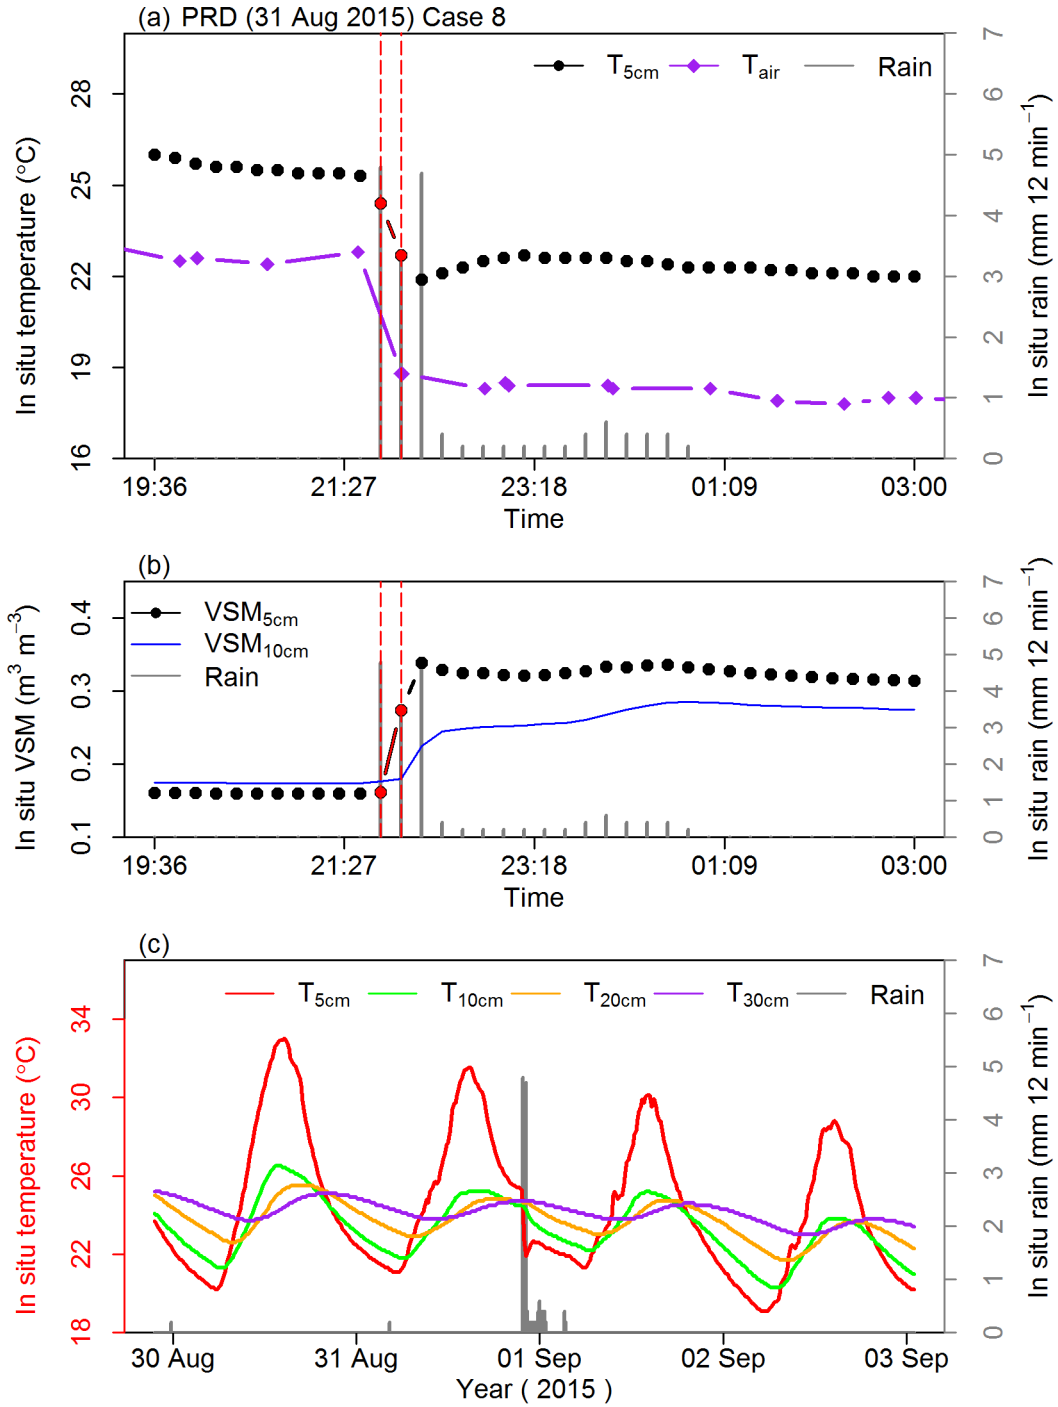 (a) PRD (31 Aug 2015) Case 8
T5cm Tair Rain
In situ temperature (°C)
16 19 22 25 28
In situ rain (mm 12 min−1)
0 1 2 3 4 5 6 7
19:36 21:27 23:18 01:09 03:00
Time
(b)
VSM5cm
VSM10cm
Rain
In situ VSM (m3 m−3)
0.1 0.2 0.3 0.4
In situ rain (mm 12 min−1)
0 1 2 3 4 5 6 7
19:36 21:27 23:18 01:09 03:00
Time
(c)
T5cm T10cm T20cm T30cm Rain
In situ temperature (°C)
18 22 26 30 34
In situ rain (mm 12 min−1)
0 1 2 3 4 5 6 7
30 Aug 31 Aug 01 Sep 02 Sep 03 Sep
Year ( 2015 )